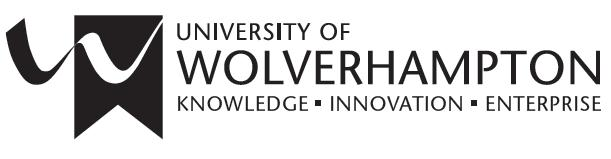 UNIVERSITY OF
WOLVERHAMPTON
KNOWLEDGE ▪ INNOVATION ▪ ENTERPRISE